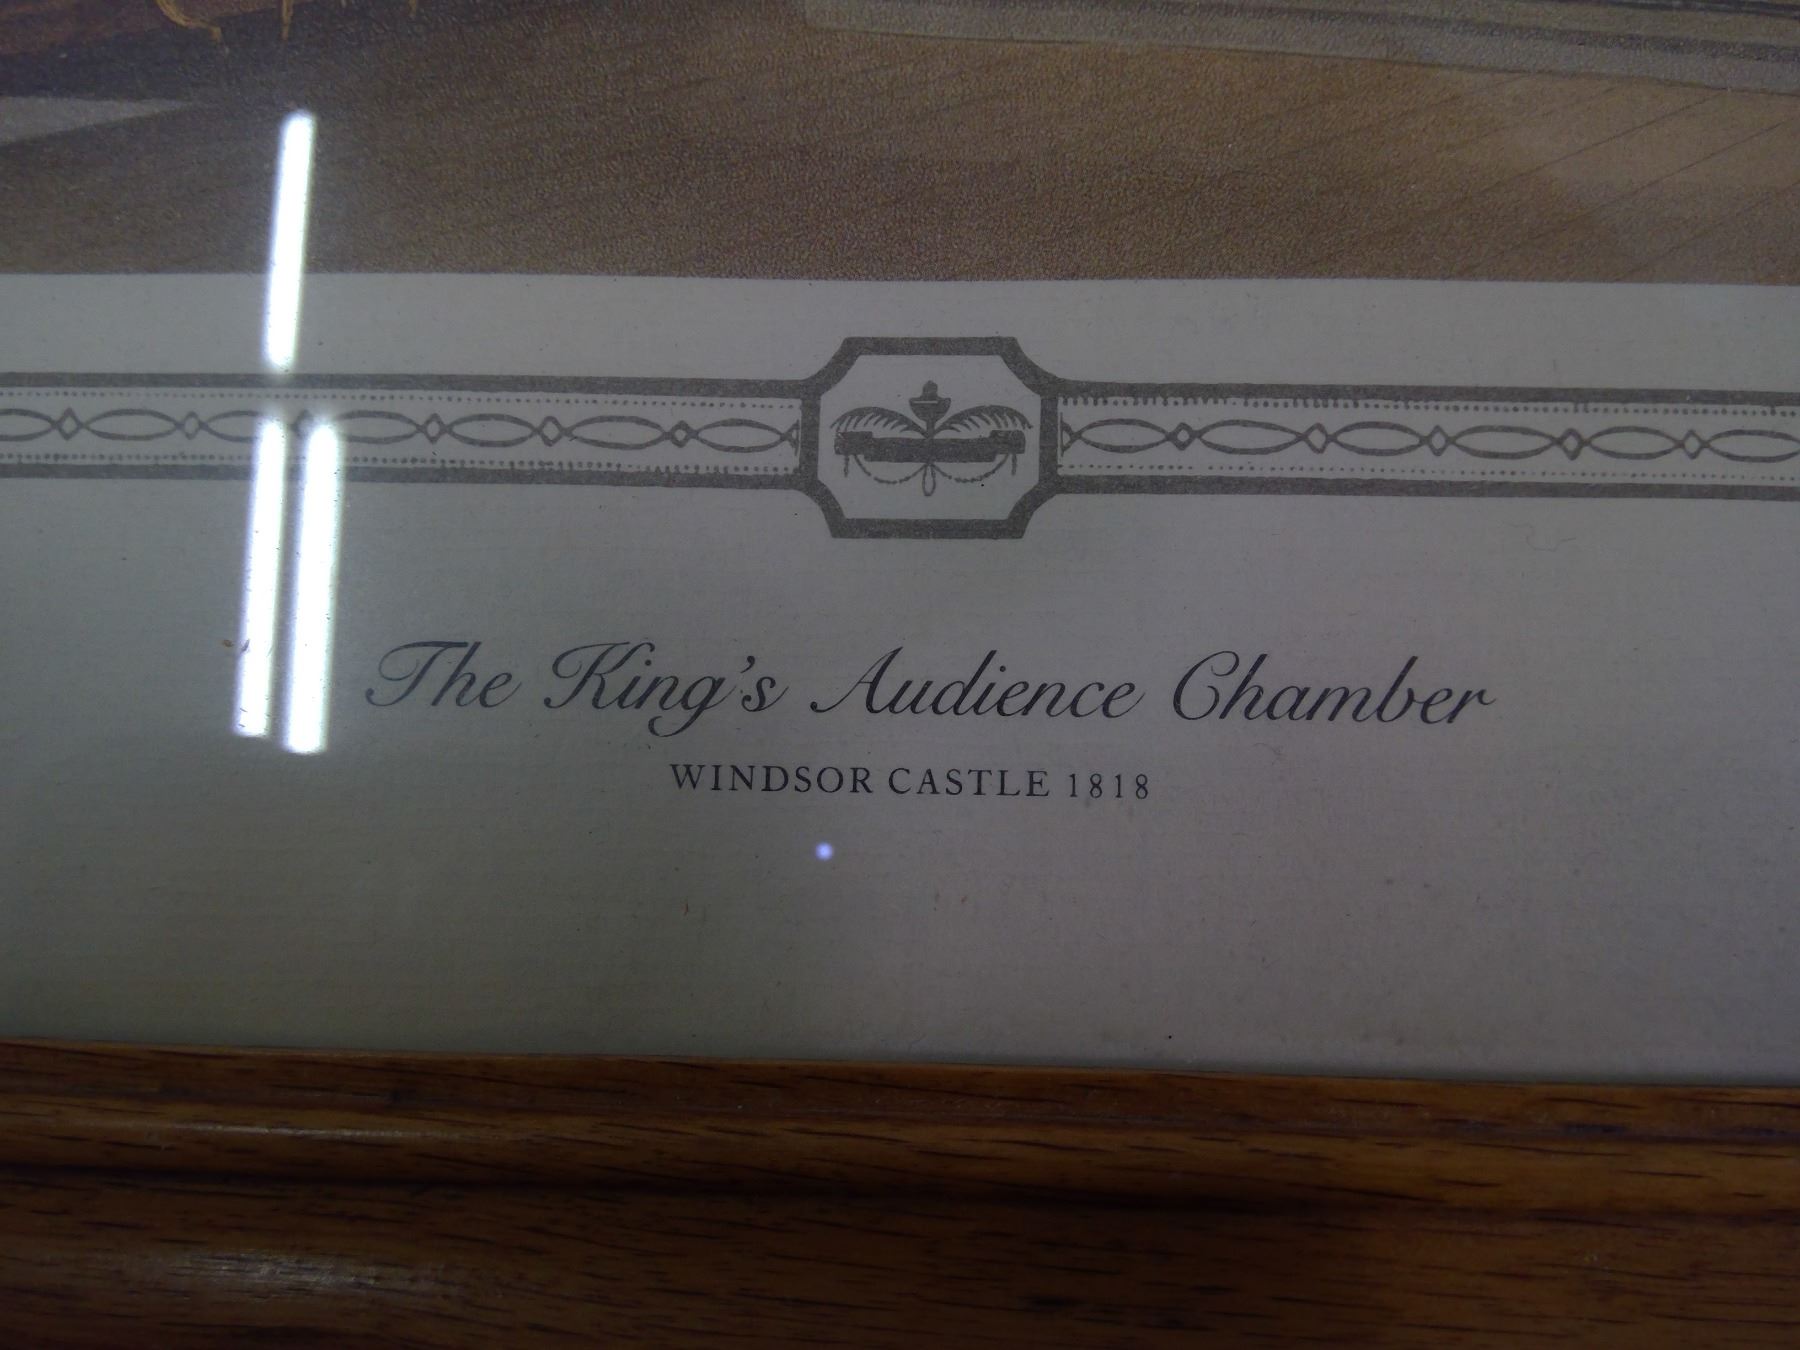 The King's Audience Chamber
WINDSOR CASTLE 1818